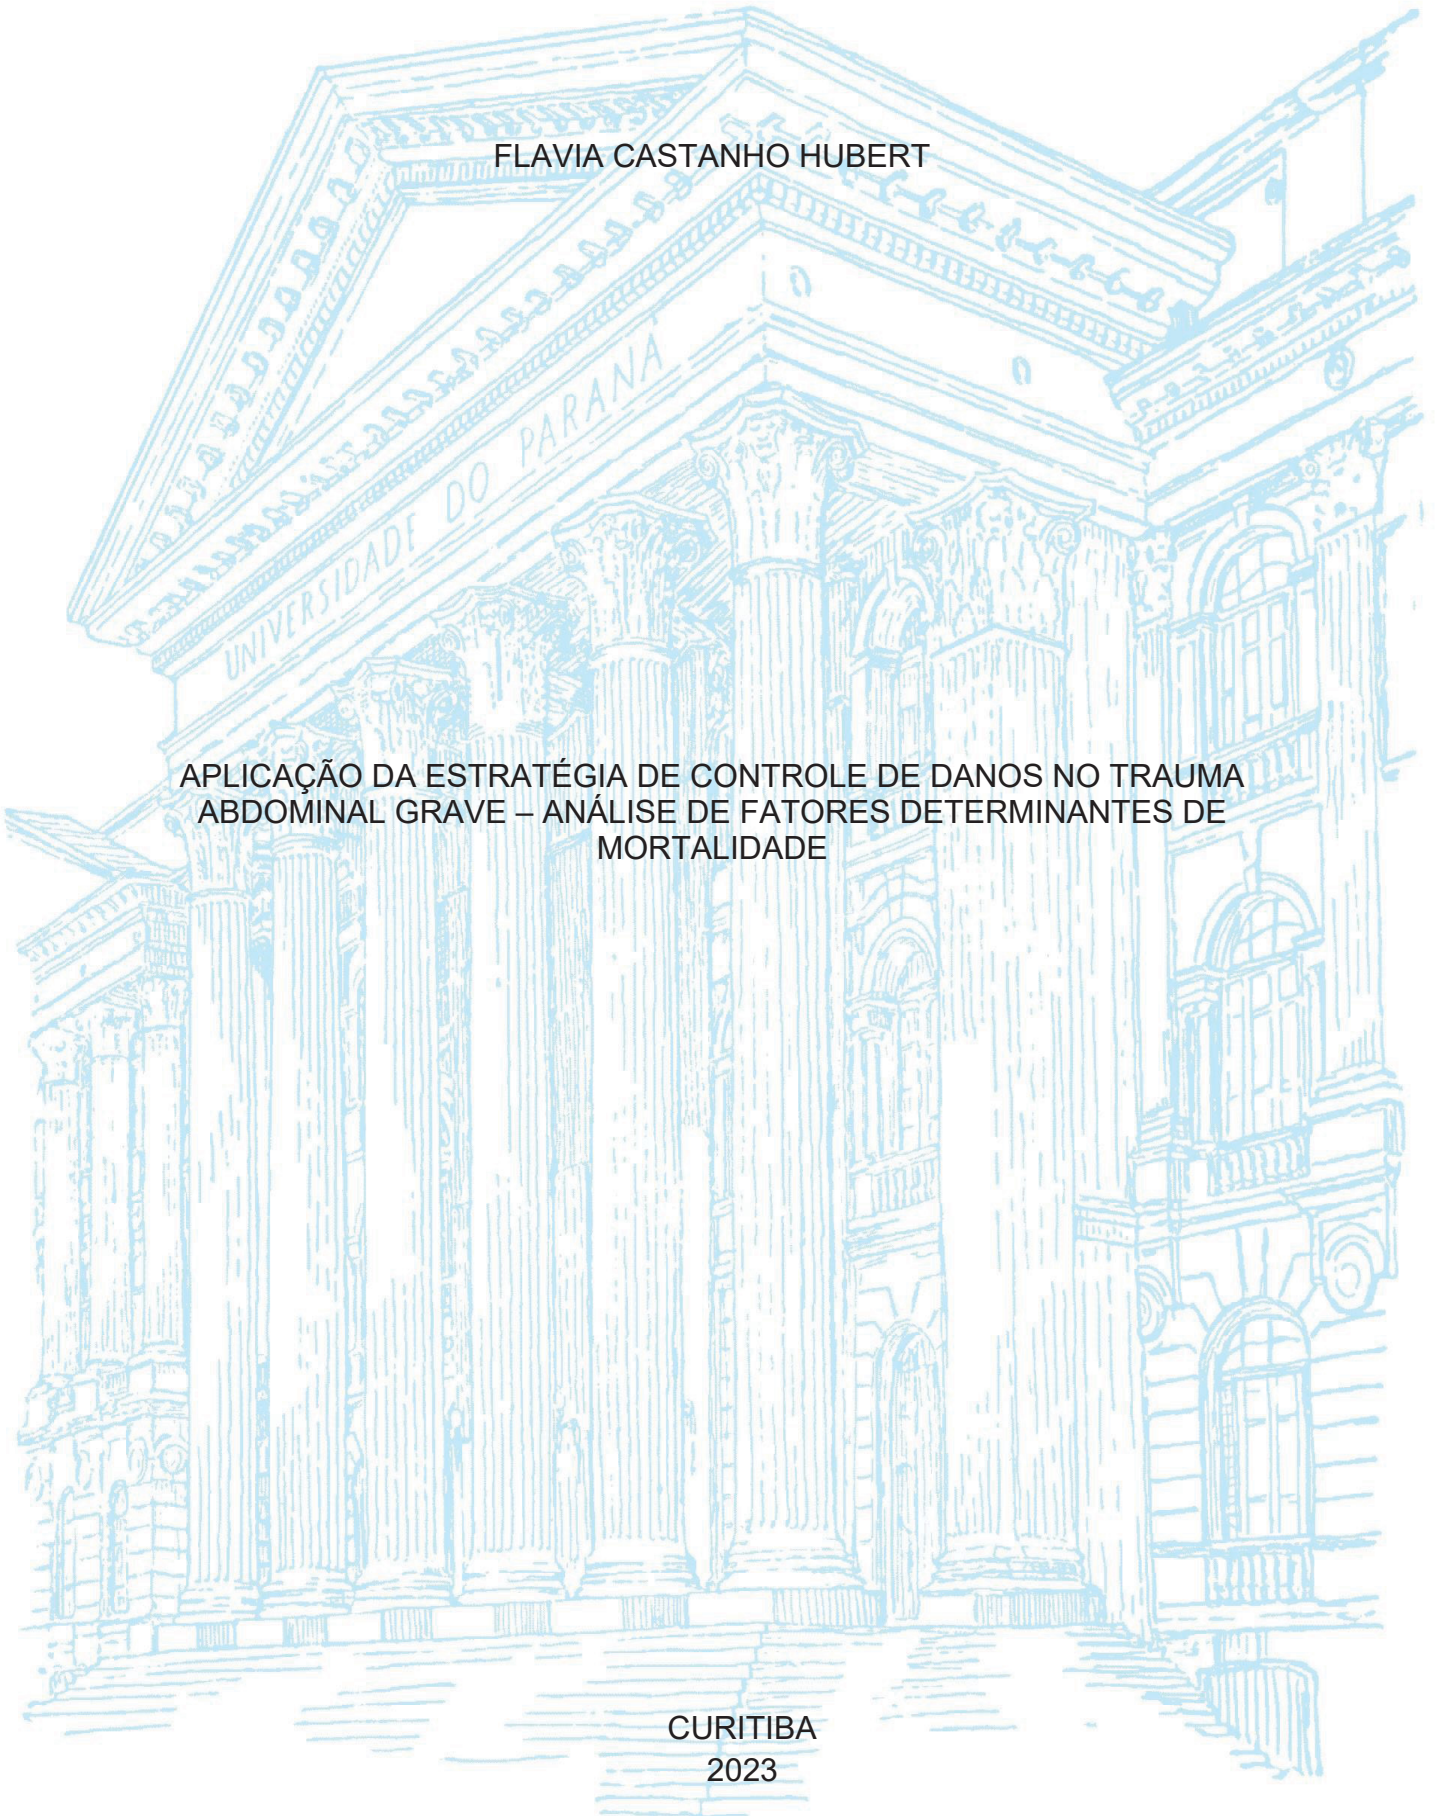 FLAVIA CASTANHO HUBERT
UNIVERSIDADE DO PARANÁ
APLICAÇÃO DA ESTRATÉGIA DE CONTROLE DE DANOS NO TRAUMA
ABDOMINAL GRAVE – ANÁLISE DE FATORES DETERMINANTES DE
MORTALIDADE
CURITIBA
2023